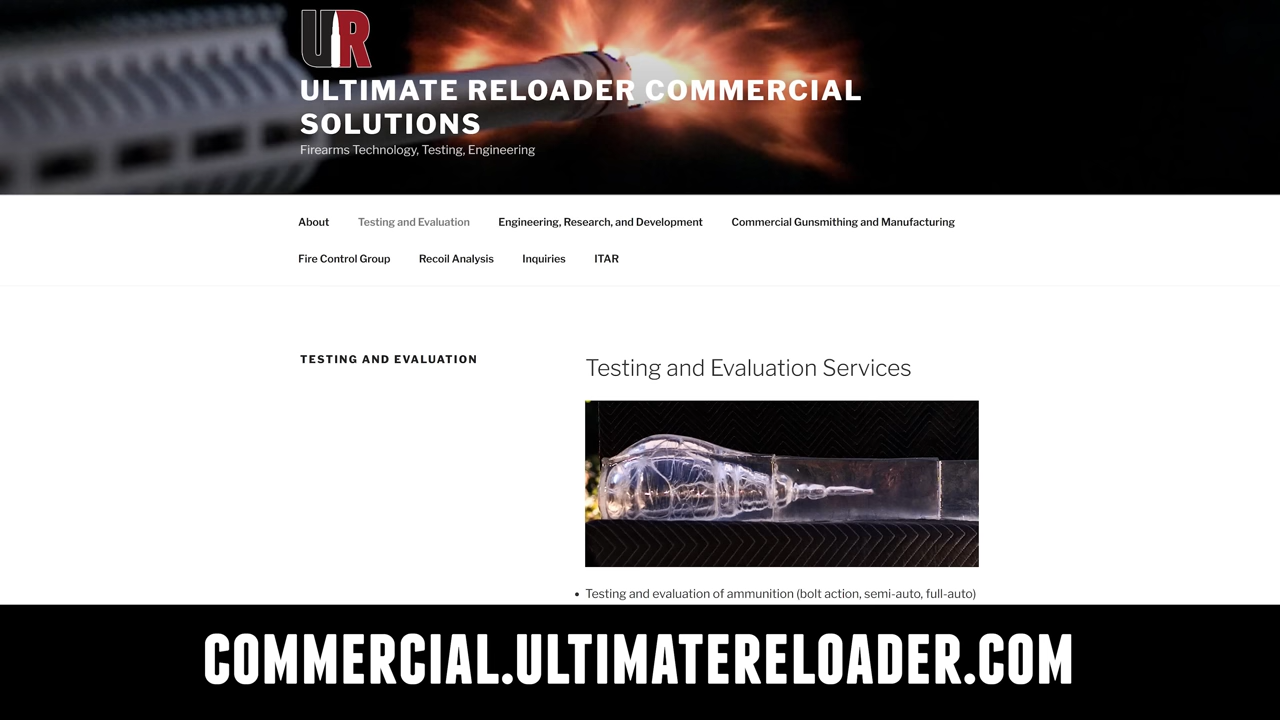 UR
ULTIMATE RELOADER COMMERCIAL
SOLUTIONS
Firearms Technology, Testing, Engineering
About Testing and Evaluation Engineering, Research, and Development Commercial Gunsmithing and Manufacturing
Fire Control Group Recoil Analysis Inquiries ITAR
TESTING AND EVALUATION
Testing and Evaluation Services
• Testing and evaluation of ammunition (bolt action, semi-auto, full-auto)
COMMERCIAL.ULTIMATERELOADER.COM